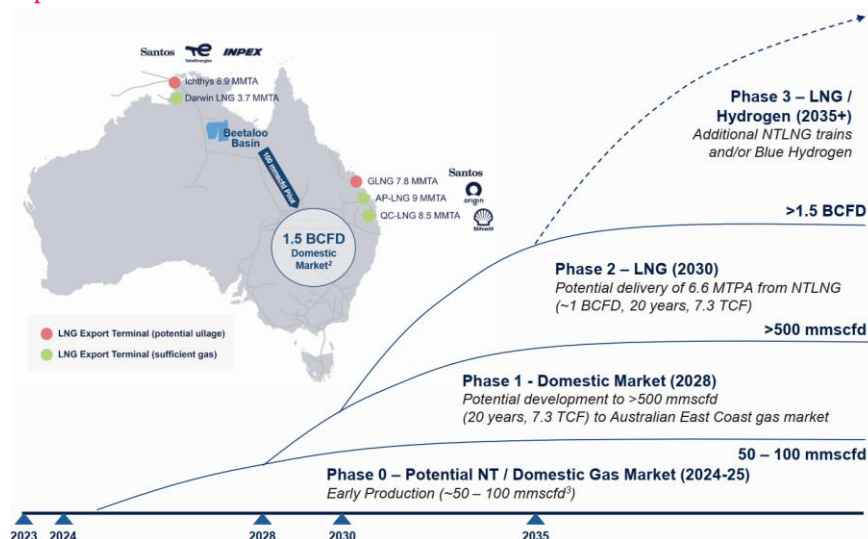 Santos TotalEnergies INPEX
Ichthys 8.9 MMTA
Darwin LNG 3.7 MMTA
Beetaloo
Basin
100 mmscfd Pilot
Santos
GLNG 7.8 MMTA
origin
AP-LNG 9 MMTA
QC-LNG 8.5 MMTA
Shell
1.5 BCFD
Domestic
Market²
LNG Export Terminal (potential ullage)
LNG Export Terminal (sufficient gas)
Phase 3 – LNG /
Hydrogen (2035+)
Additional NTLNG trains
and/or Blue Hydrogen
>1.5 BCFD
Phase 2 – LNG (2030)
Potential delivery of 6.6 MTPA from NTLNG
(~1 BCFD, 20 years, 7.3 TCF)
>500 mmscfd
Phase 1 - Domestic Market (2028)
Potential development to >500 mmscfd
(20 years, 7.3 TCF) to Australian East Coast gas market
50 – 100 mmscfd
Phase 0 – Potential NT / Domestic Gas Market (2024-25)
Early Production (~50 – 100 mmscfd³)
2023 2024 2028 2030 2035